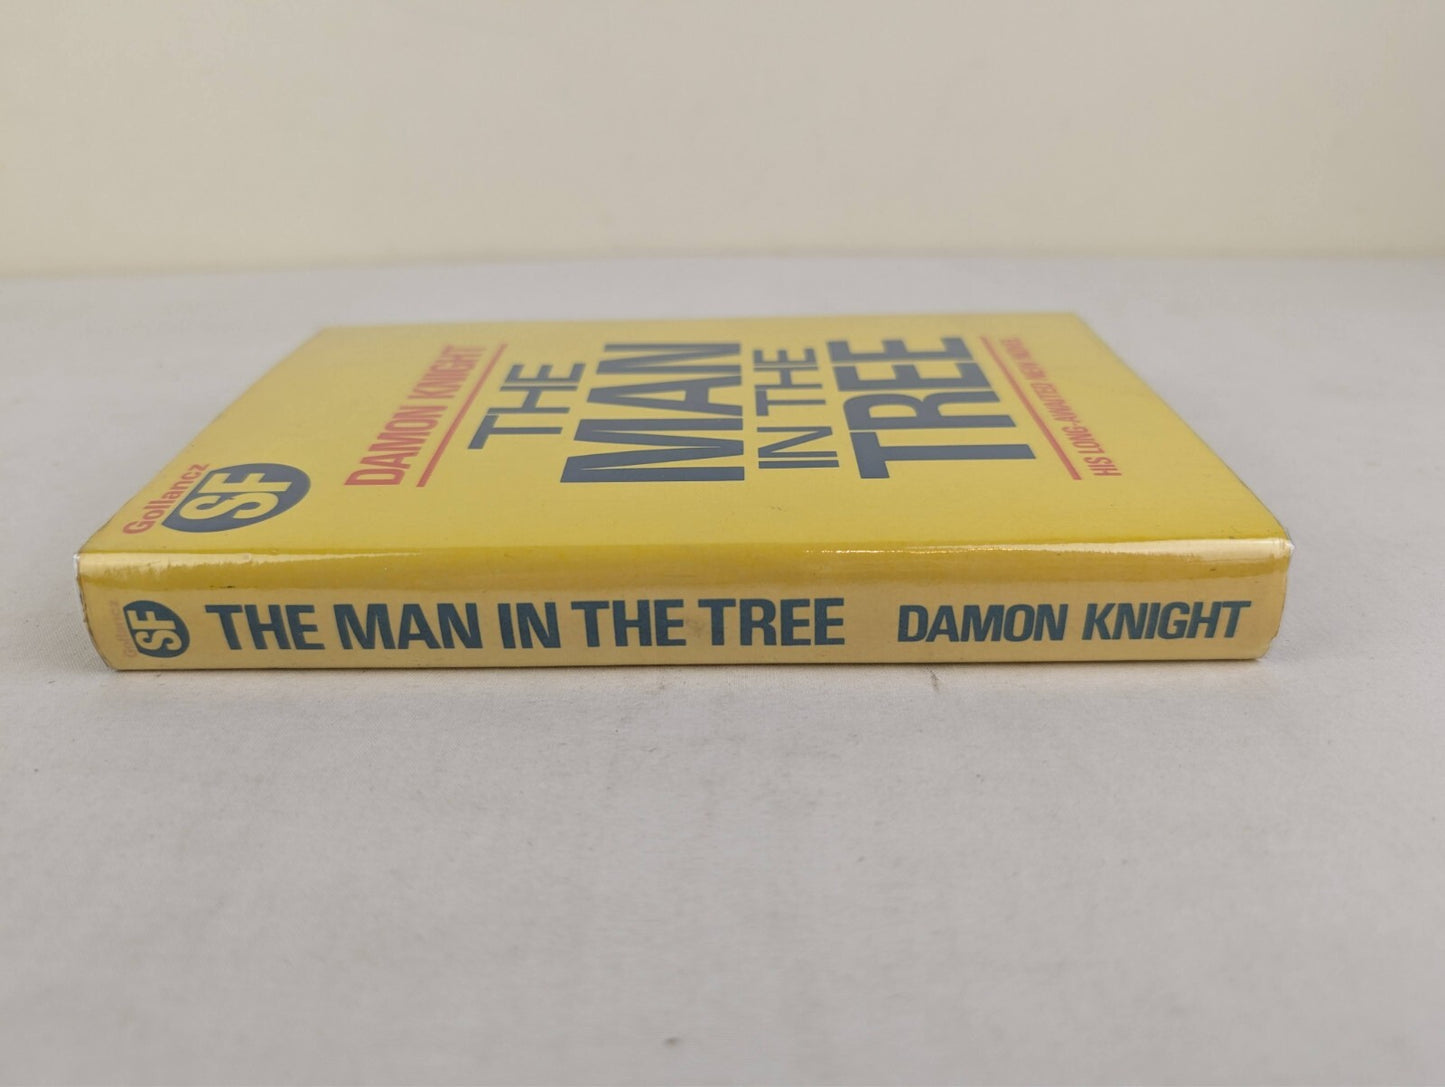 Gollancz
SF
DAMON KNIGHT
THE
MAN
IN THE
TREE
HIS LONG-AWAITED NEW NOVEL
Gollancz
SF
THE MAN IN THE TREE DAMON KNIGHT